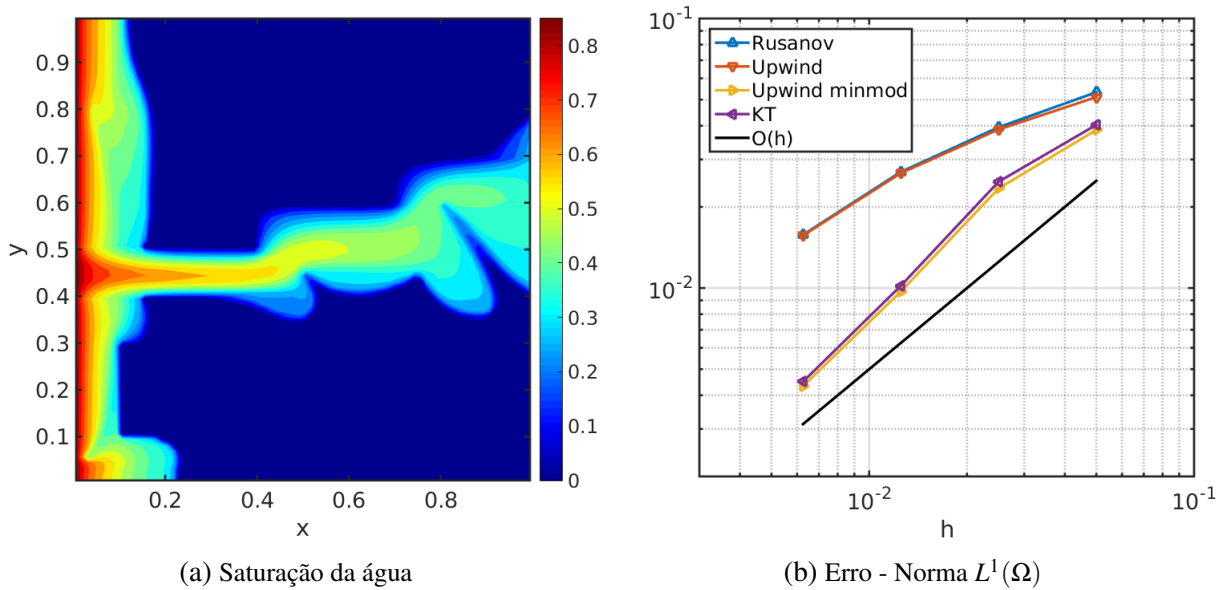 0.9
0.8
0.7
0.6
0.5
0.4
0.3
0.2
0.1
y
0.2
0.4
0.6
0.8
x
0.8
0.7
0.6
0.5
0.4
0.3
0.2
0.1
0
(a) Saturação da água
10^-1
10^-2
Rusanov
Upwind
Upwind minmod
KT
O(h)
10^-2
10^-1
h
(b) Erro - Norma L^1(Ω)